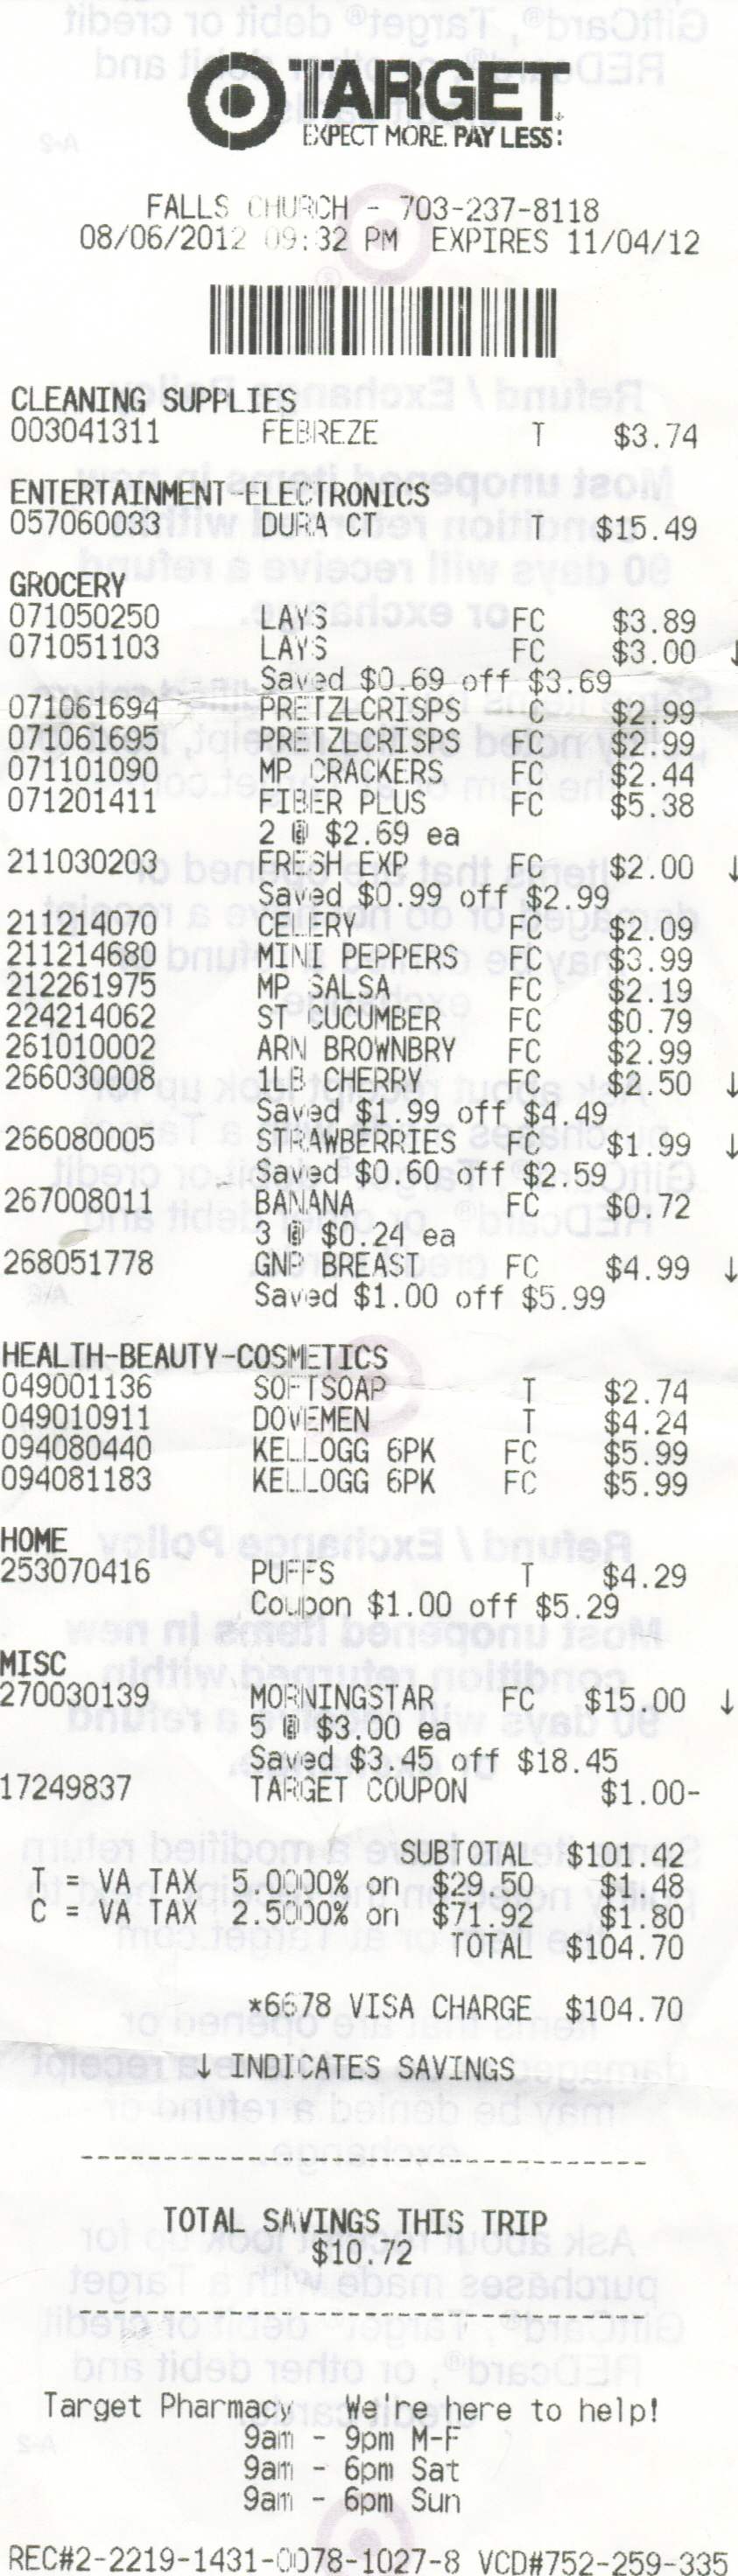 TARGET
EXPECT MORE. PAY LESS.
FALLS CHURCH - 703-237-8118
08/06/2012 09:32 PM EXPIRES 11/04/12
CLEANING SUPPLIES
003041311 FEBREZE T $3.74
ENTERTAINMENT-ELECTRONICS
057060033 DURA CT T $15.49
GROCERY
071050250 LAYS FC $3.89
071051103 LAYS FC $3.00 ↓
Saved $0.69 off $3.69
071061694 PRETZLCRISPS FC $2.99
071061695 PRETZLCRISPS FC $2.99
071101090 MP CRACKERS FC $2.44
071201411 FIBER PLUS FC $5.38
2 @ $2.69 ea
211030203 FRESH EXP FC $2.00 ↓
Saved $0.99 off $2.99
211214070 CELERY FC $2.09
211214680 MINI PEPPERS FC $3.99
212261975 MP SALSA FC $2.19
224214062 ST CUCUMBER FC $0.79
261010002 ARN BROWNBRY FC $2.99
266030008 1LB CHERRY FC $2.50 ↓
Saved $1.99 off $4.49
266080005 STRAWBERRIES FC $1.99 ↓
Saved $0.60 off $2.59
267008011 BANANA FC $0.72
3 @ $0.24 ea
268051778 GNP BREAST FC $4.99 ↓
Saved $1.00 off $5.99
HEALTH-BEAUTY-COSMETICS
049001136 SOFTSOAP T $2.74
049010911 DOVEMEN T $4.24
094080440 KELLOGG 6PK FC $5.99
094081183 KELLOGG 6PK FC $5.99
HOME
253070416 PUFFS T $4.29
Coupon $1.00 off $5.29
MISC
270030139 MORNINGSTAR FC $15.00 ↓
5 @ $3.00 ea
Saved $3.45 off $18.45
17249837 TARGET COUPON $1.00-
SUBTOTAL $101.42
T = VA TAX 5.0000% on $29.50 $1.48
C = VA TAX 2.5000% on $71.92 $1.80
TOTAL $104.70
*6678 VISA CHARGE $104.70
↓ INDICATES SAVINGS
TOTAL SAVINGS THIS TRIP
$10.72
Target Pharmacy We're here to help!
9am - 9pm M-F
9am - 6pm Sat
9am - 6pm Sun
REC#2-2219-1431-0078-1027-8 VCD#752-259-335